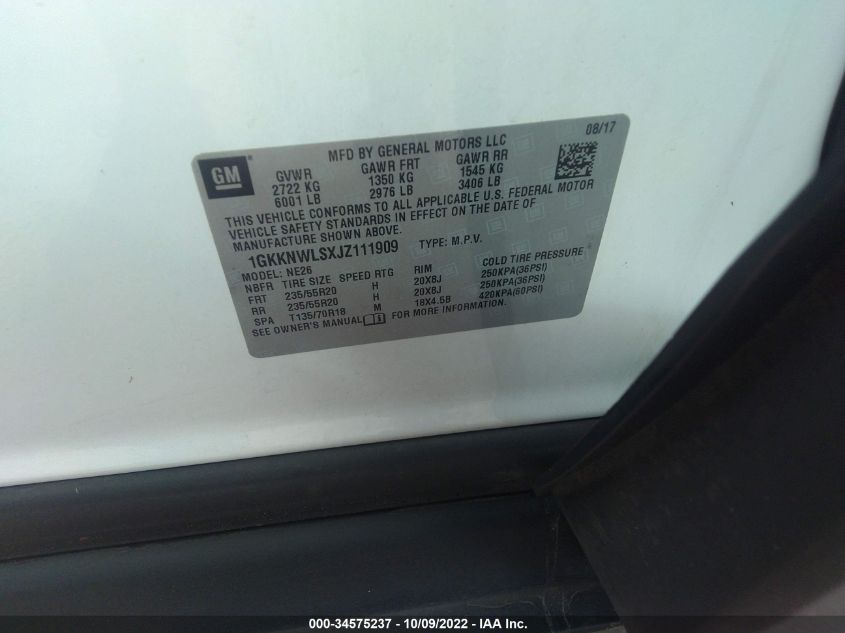 GM
MFD BY GENERAL MOTORS LLC 08/17
GVWR GAWR FRT GAWR RR
2722 KG 1350 KG 1545 KG
6001 LB 2976 LB 3406 LB
THIS VEHICLE CONFORMS TO ALL APPLICABLE U.S. FEDERAL MOTOR
VEHICLE SAFETY STANDARDS IN EFFECT ON THE DATE OF
MANUFACTURE SHOWN ABOVE.
1GKKNWLSXJZ111909 TYPE: M.P.V.
MODEL: NE26
NBFR TIRE SIZE SPEED RTG RIM COLD TIRE PRESSURE
FRT 235/55R20 H 20X8J 250KPA(36PSI)
RR 235/55R20 H 20X8J 250KPA(36PSI)
SPA T135/70R18 M 18X4.5B 420KPA(60PSI)
SEE OWNER'S MANUAL FOR MORE INFORMATION.
000-34575237 - 10/09/2022 - IAA Inc.